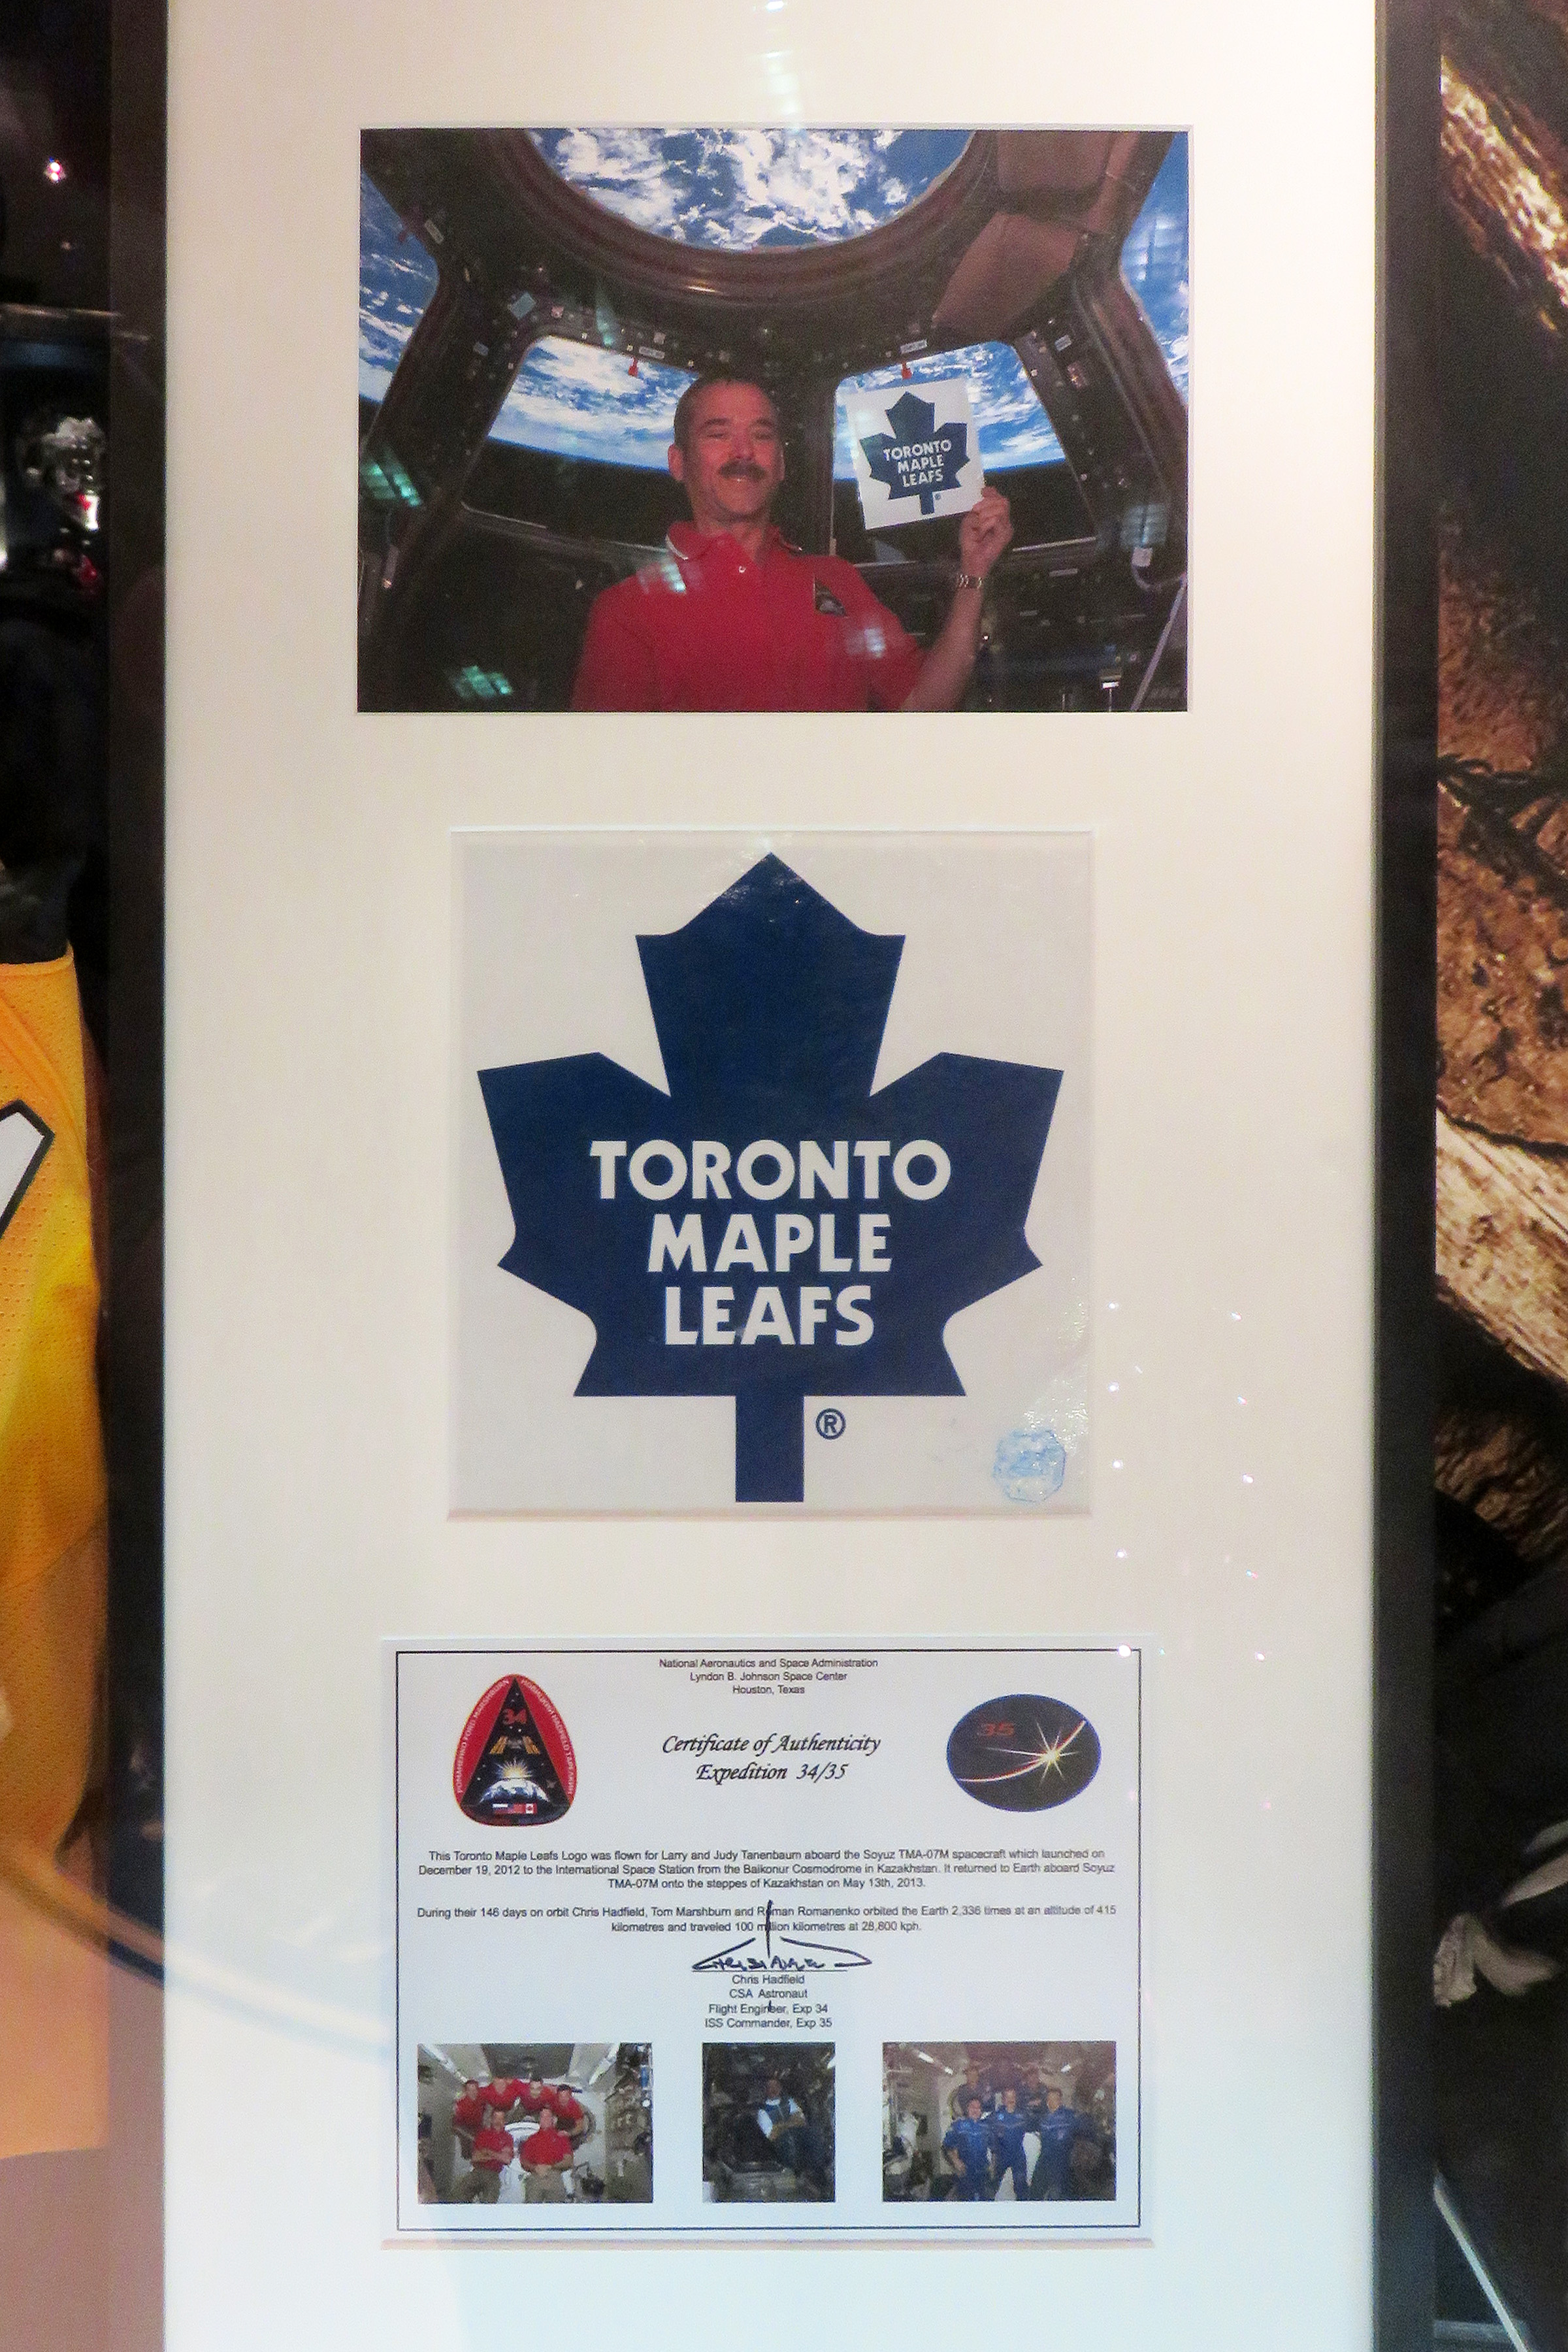 TORONTO
MAPLE
LEAFS
®
TORONTO
MAPLE
LEAFS
®
National Aeronautics and Space Administration
Lyndon B. Johnson Space Center
Houston, Texas
Certificate of Authenticity
Expedition 34/35
34
35
This Toronto Maple Leafs Logo was flown for Larry and Judy Tanenbaum aboard the Soyuz TMA-07M spacecraft which launched on
December 19, 2012 to the International Space Station from the Baikonur Cosmodrome in Kazakhstan. It returned to Earth aboard Soyuz
TMA-07M onto the steppes of Kazakhstan on May 13th, 2013.
During their 146 days on orbit Chris Hadfield, Tom Marshburn and Roman Romanenko orbited the Earth 2,336 times at an altitude of 415
kilometres and traveled 100 million kilometres at 28,800 kph.
Chris Hadfield
CSA Astronaut
Flight Engineer, Exp 34
ISS Commander, Exp 35